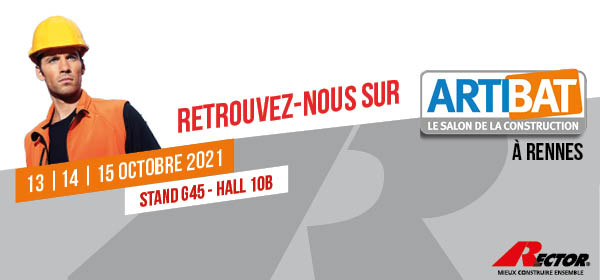 RETROUVEZ-NOUS SUR
ARTIBAT
LE SALON DE LA CONSTRUCTION
À RENNES
13 | 14 | 15 OCTOBRE 2021
STAND G45 - HALL 10B
RECTOR®
MIEUX CONSTRUIRE ENSEMBLE